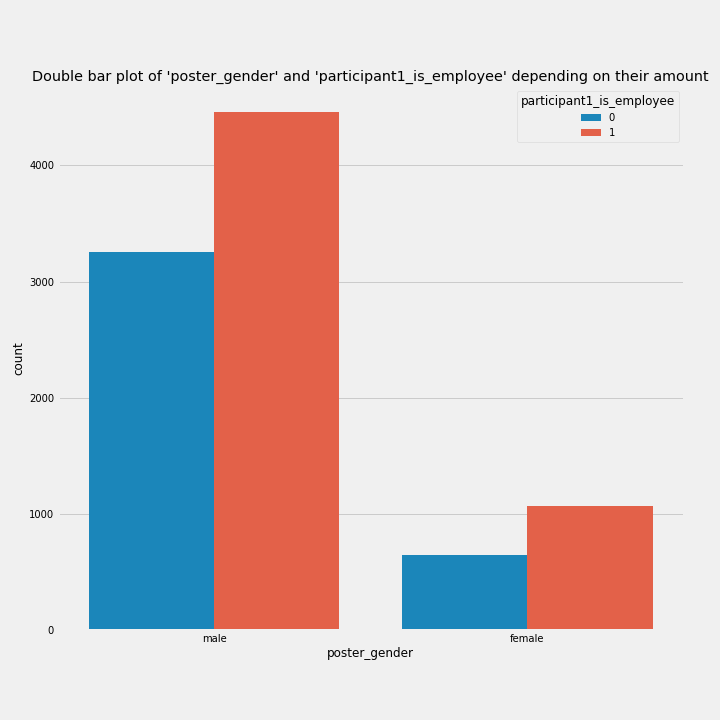 Double bar plot of 'poster_gender' and 'participant1_is_employee' depending on their amount
participant1_is_employee
0
1
4000
3000
2000
1000
0
count
male
female
poster_gender